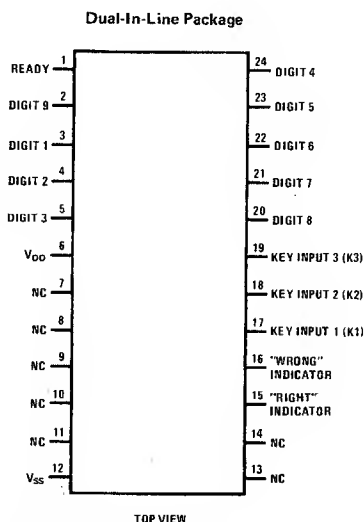 Dual-In-Line Package
READY 1
DIGIT 9 2
DIGIT 1 3
DIGIT 2 4
DIGIT 3 5
VDD 6
NC 7
NC 8
NC 9
NC 10
NC 11
VSS 12
24 DIGIT 4
23 DIGIT 5
22 DIGIT 6
21 DIGIT 7
20 DIGIT 8
19 KEY INPUT 3 (K3)
18 KEY INPUT 2 (K2)
17 KEY INPUT 1 (K1)
16 "WRONG"
INDICATOR
15 "RIGHT"
INDICATOR
14 NC
13 NC
TOP VIEW